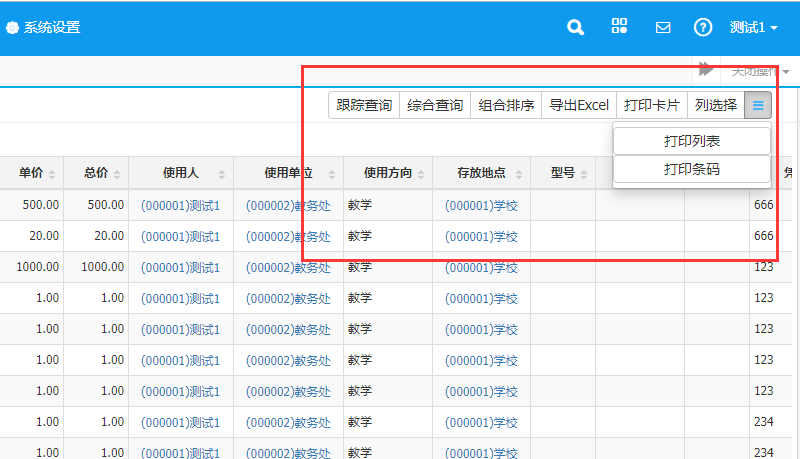 系统设置 测试1
关闭操作
跟踪查询 综合查询 组合排序 导出Excel 打印卡片 列选择
打印列表
打印条码
单价 总价 使用人 使用单位 使用方向 存放地点 型号
500.00 500.00 (000001)测试1 (000002)教务处 教学 (000001)学校 666
20.00 20.00 (000001)测试1 (000002)教务处 教学 (000001)学校 666
1000.00 1000.00 (000001)测试1 (000002)教务处 教学 (000001)学校 123
1.00 1.00 (000001)测试1 (000002)教务处 教学 (000001)学校 123
1.00 1.00 (000001)测试1 (000002)教务处 教学 (000001)学校 123
1.00 1.00 (000001)测试1 (000002)教务处 教学 (000001)学校 123
1.00 1.00 (000001)测试1 (000002)教务处 教学 (000001)学校 123
1.00 1.00 (000001)测试1 (000002)教务处 教学 (000001)学校 234
1.00 1.00 (000001)测试1 (000002)教务处 教学 (000001)学校 234